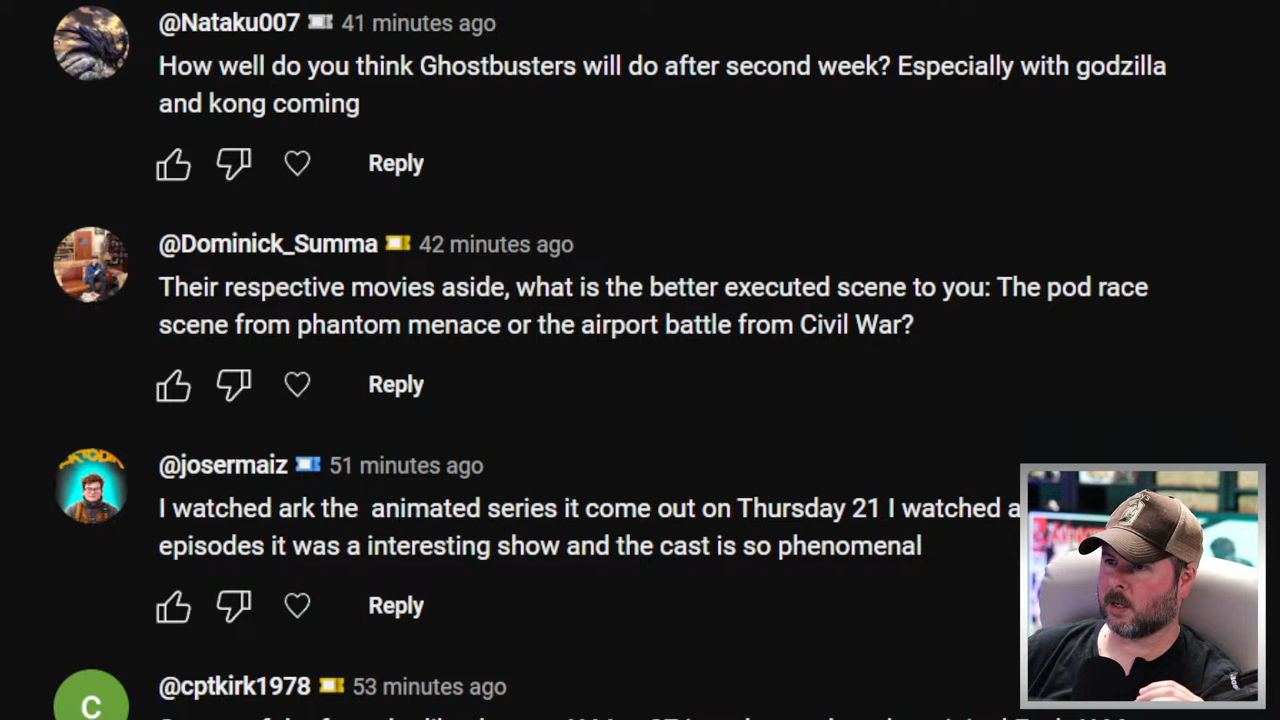 @Nataku007 41 minutes ago
How well do you think Ghostbusters will do after second week? Especially with godzilla
and kong coming
Reply
@Dominick_Summa 42 minutes ago
Their respective movies aside, what is the better executed scene to you: The pod race
scene from phantom menace or the airport battle from Civil War?
Reply
@josermaiz 51 minutes ago
I watched ark the animated series it come out on Thursday 21 I watched
episodes it was a interesting show and the cast is so phenomenal
Reply
C
@cptkirk1978 53 minutes ago